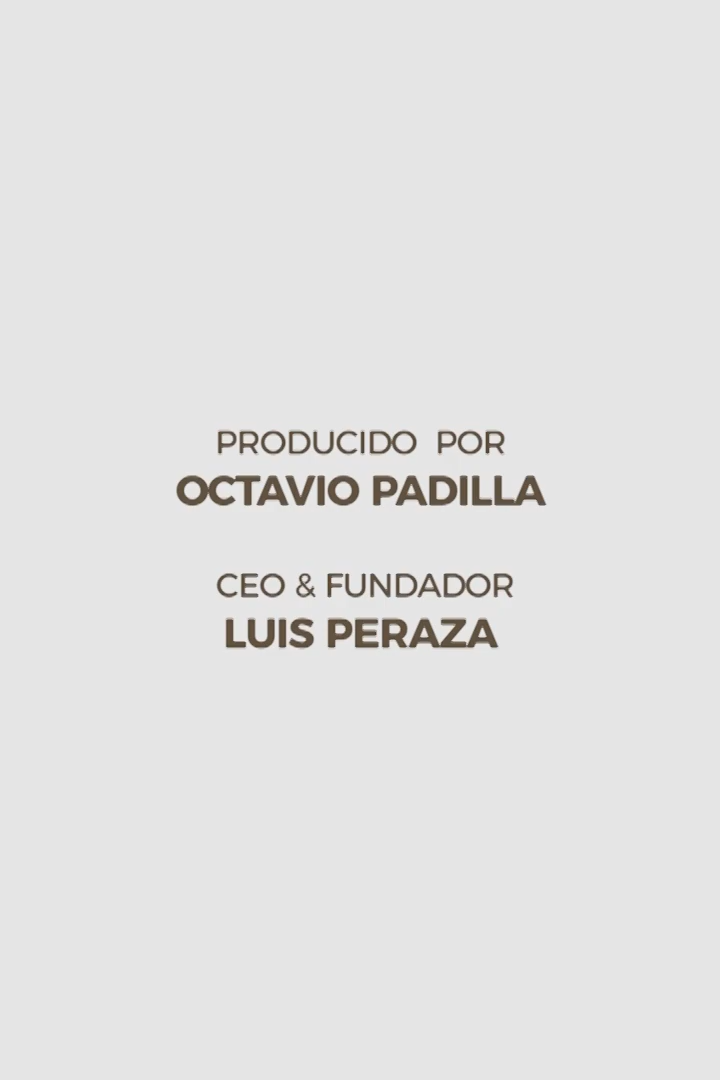 PRODUCIDO POR
OCTAVIO PADILLA
CEO & FUNDADOR
LUIS PERAZA